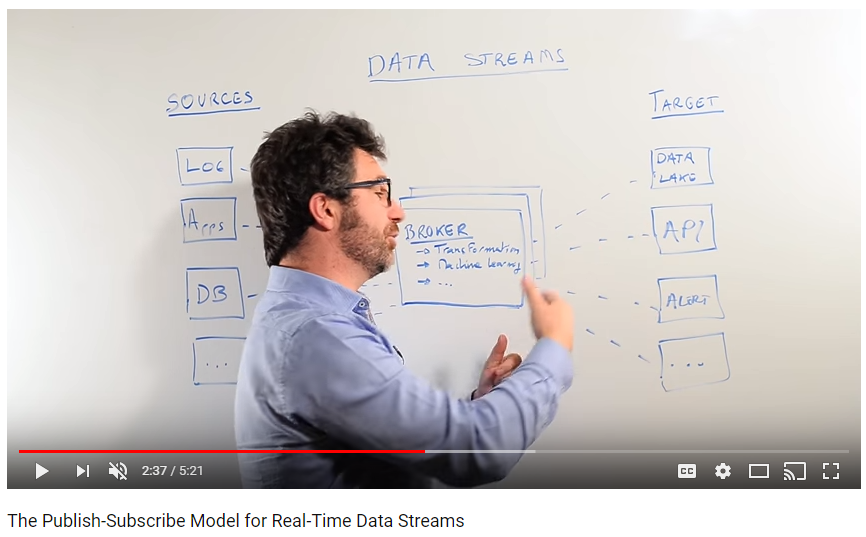 DATA STREAMS
SOURCES
TARGET
LOG
Apps
DB
...
BROKER
→ Transformation
→ Machine Learning
→ ...
DATA
LAKE
API
ALERT
...
2:37 / 5:21
CC
The Publish-Subscribe Model for Real-Time Data Streams